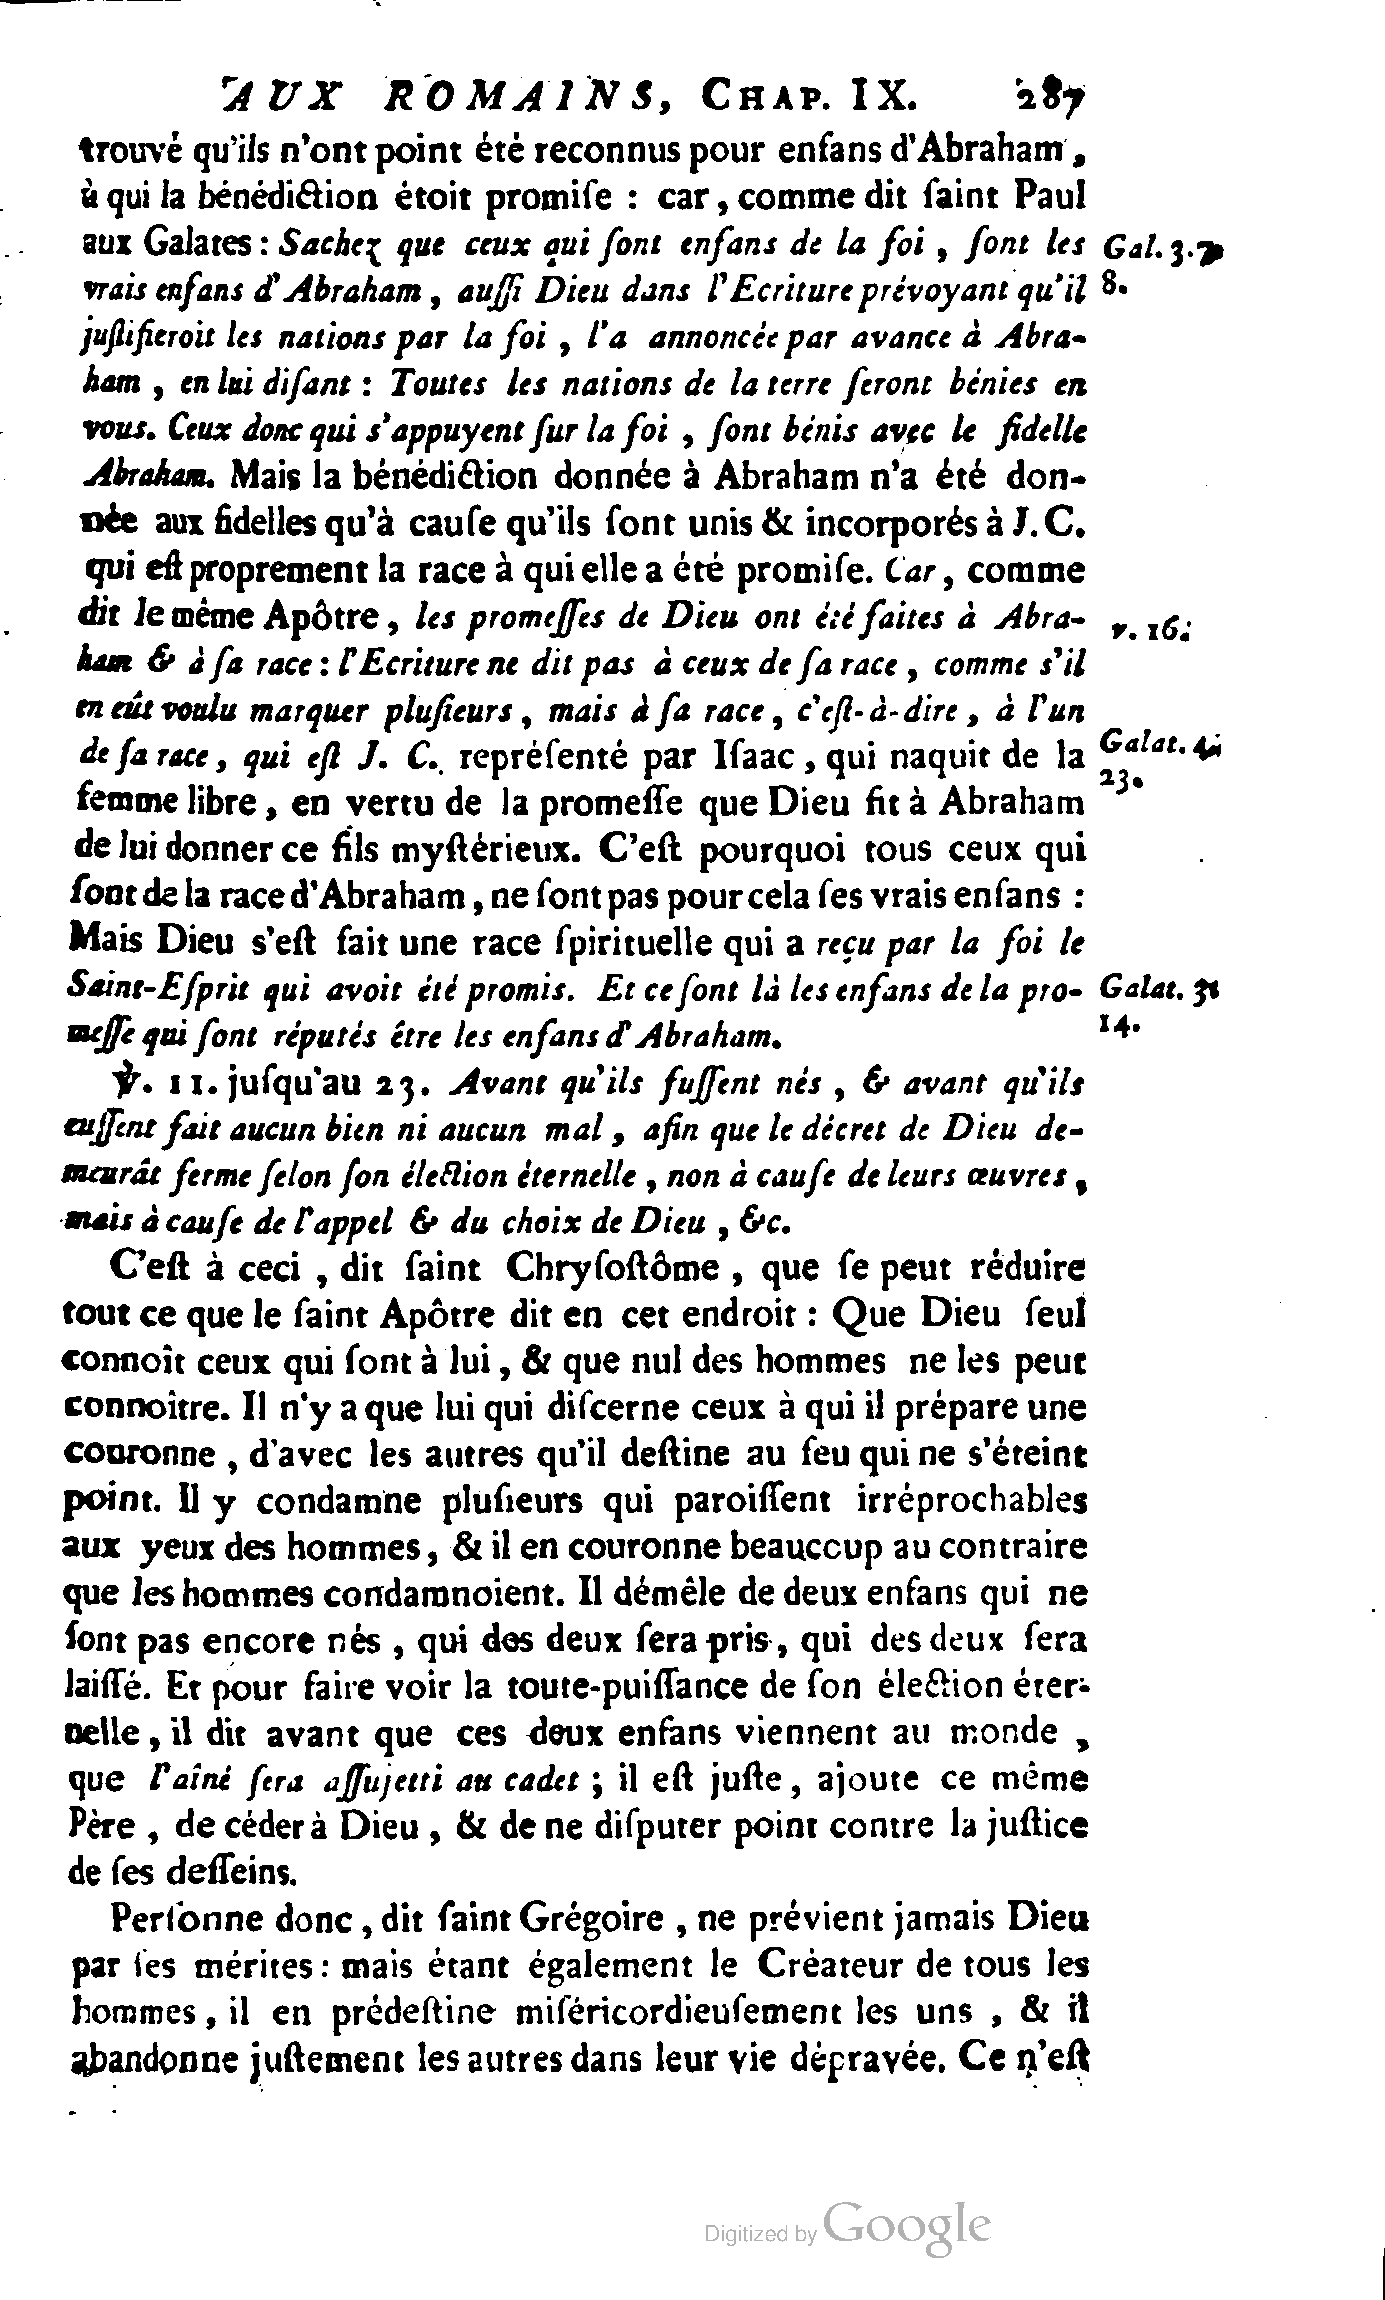 AUX ROMAINS, CHAP. IX. 287
trouvé qu'ils n'ont point été reconnus pour enfans d'Abraham,
à qui la bénédiction étoit promiſe : car, comme dit ſaint Paul
aux Galates : Sachez que ceux qui ſont enfans de la foi, ſont les Gal. 3. 7.
vrais enfans d'Abraham, auſſi Dieu dans l'Ecriture prévoyant qu'il 8.
juſtifieroit les nations par la foi, l'a annoncée par avance à Abra-
ham, en lui diſant : Toutes les nations de la terre ſeront bénies en
vous. Ceux donc qui s'appuyent ſur la foi, ſont bénis avec le fidelle
Abraham. Mais la bénédiction donnée à Abraham n'a été don-
née aux fidelles qu'à cauſe qu'ils ſont unis & incorporés à J. C.
qui eſt proprement la race à qui elle a été promiſe. Car, comme
dit le même Apôtre, les promeſſes de Dieu ont été faites à Abra- v. 16.
ham & à ſa race : l'Ecriture ne dit pas à ceux de ſa race, comme s'il
en eût voulu marquer pluſieurs, mais à ſa race, c'eſt-à-dire, à l'un
de ſa race, qui eſt J. C. repréſenté par Iſaac, qui naquit de la Galat. 4.
femme libre, en vertu de la promeſſe que Dieu fit à Abraham 23.
de lui donner ce fils myſtérieux. C'eſt pourquoi tous ceux qui
ſont de la race d'Abraham, ne ſont pas pour cela ſes vrais enfans :
Mais Dieu s'eſt fait une race ſpirituelle qui a reçu par la foi le
Saint-Eſprit qui avoit été promis. Et ce ſont là les enfans de la pro- Galat. 3.
meſſe qui ſont réputés être les enfans d'Abraham. 14.
℣. 11. juſqu'au 23. Avant qu'ils fuſſent nés, & avant qu'ils
euſſent fait aucun bien ni aucun mal, afin que le décret de Dieu de-
meurât ferme ſelon ſon élection éternelle, non à cauſe de leurs œuvres,
mais à cauſe de l'appel & du choix de Dieu, &c.
C'eſt à ceci, dit ſaint Chryſoſtôme, que ſe peut réduire
tout ce que le ſaint Apôtre dit en cet endroit : Que Dieu ſeul
connoît ceux qui ſont à lui, & que nul des hommes ne les peut
connoître. Il n'y a que lui qui diſcerne ceux à qui il prépare une
couronne, d'avec les autres qu'il deſtine au feu qui ne s'éteint
point. Il y condamne pluſieurs qui paroiſſent irréprochables
aux yeux des hommes, & il en couronne beaucoup au contraire
que les hommes condamnoient. Il démêle de deux enfans qui ne
ſont pas encore nés, qui des deux ſera pris, qui des deux ſera
laiſſé. Et pour faire voir la toute-puiſſance de ſon élection éter-
nelle, il dit avant que ces deux enfans viennent au monde,
que l'aîné ſera aſſujetti au cadet ; il eſt juſte, ajoute ce même
Père, de céder à Dieu, & de ne diſputer point contre la juſtice
de ſes deſſeins.
Perſonne donc, dit ſaint Grégoire, ne prévient jamais Dieu
par ſes mérites : mais étant également le Créateur de tous les
hommes, il en prédeſtine miſéricordieuſement les uns, & il
abandonne juſtement les autres dans leur vie dépravée. Ce n'eſt
Digitized by Google